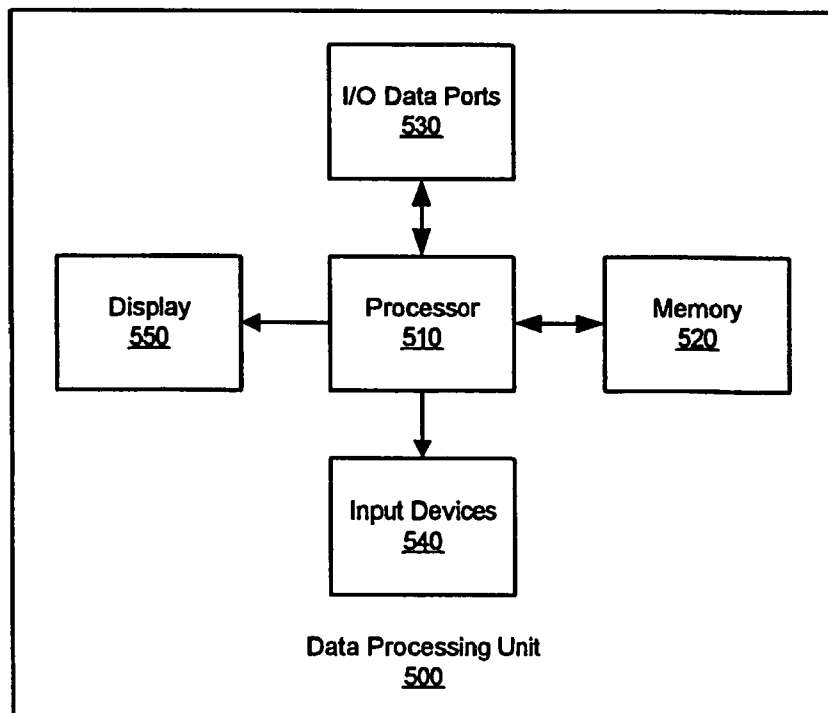 I/O Data Ports
530
Display
550
Processor
510
Memory
520
Input Devices
540
Data Processing Unit
500